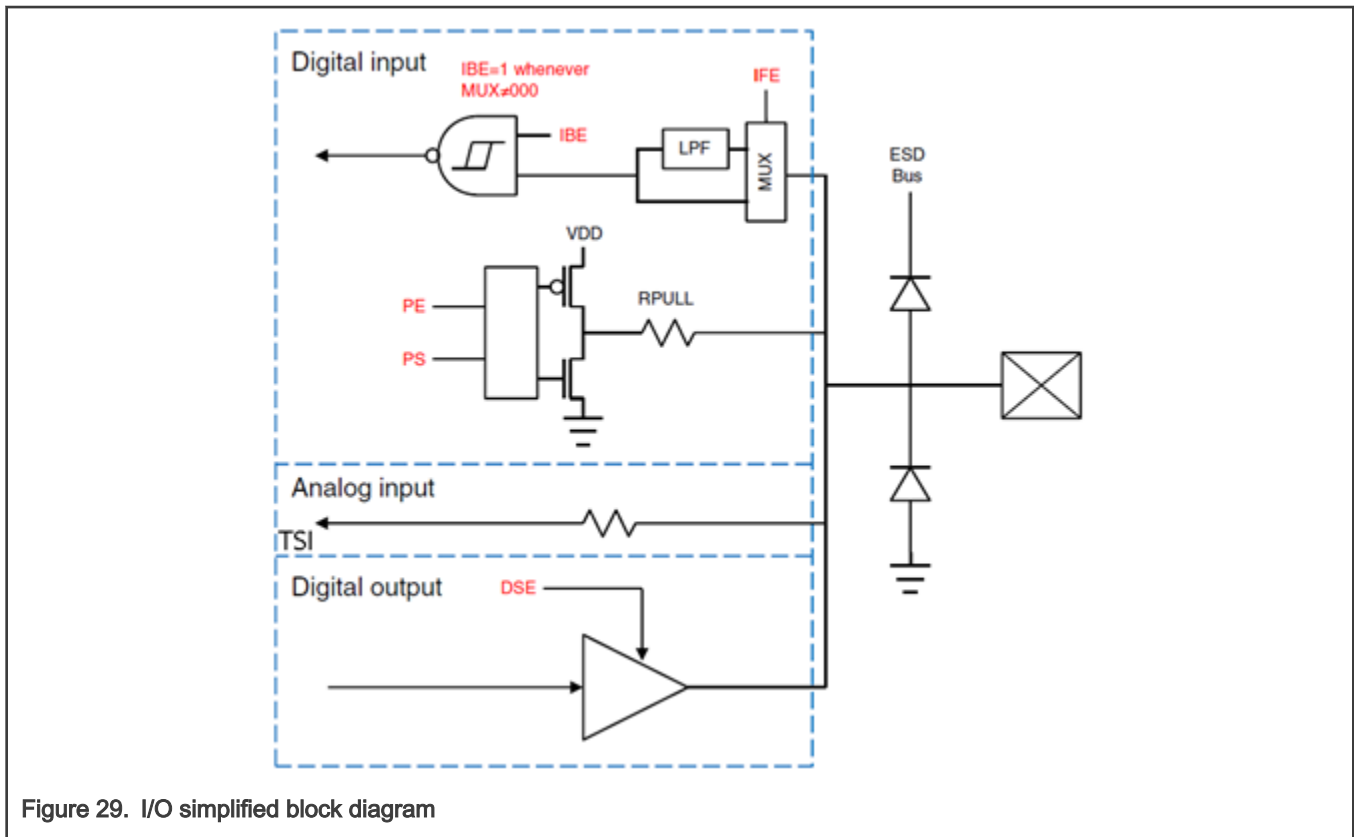 Digital input
IBE=1 whenever
MUX≠000
IFE
IBE
LPF
MUX
ESD
Bus
VDD
RPULL
PE
PS
Analog input
TSI
Digital output
DSE
Figure 29. I/O simplified block diagram